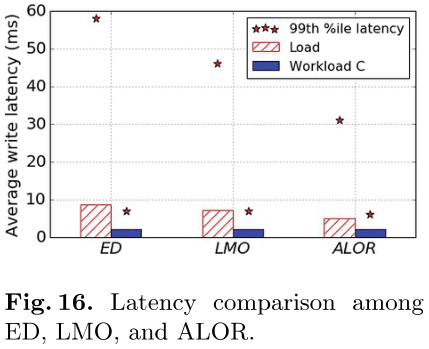 60
50
40
30
20
10
0
Average write latency (ms)
99th %ile latency
Load
Workload C
ED
LMO
ALOR
Fig. 16. Latency comparison among
ED, LMO, and ALOR.